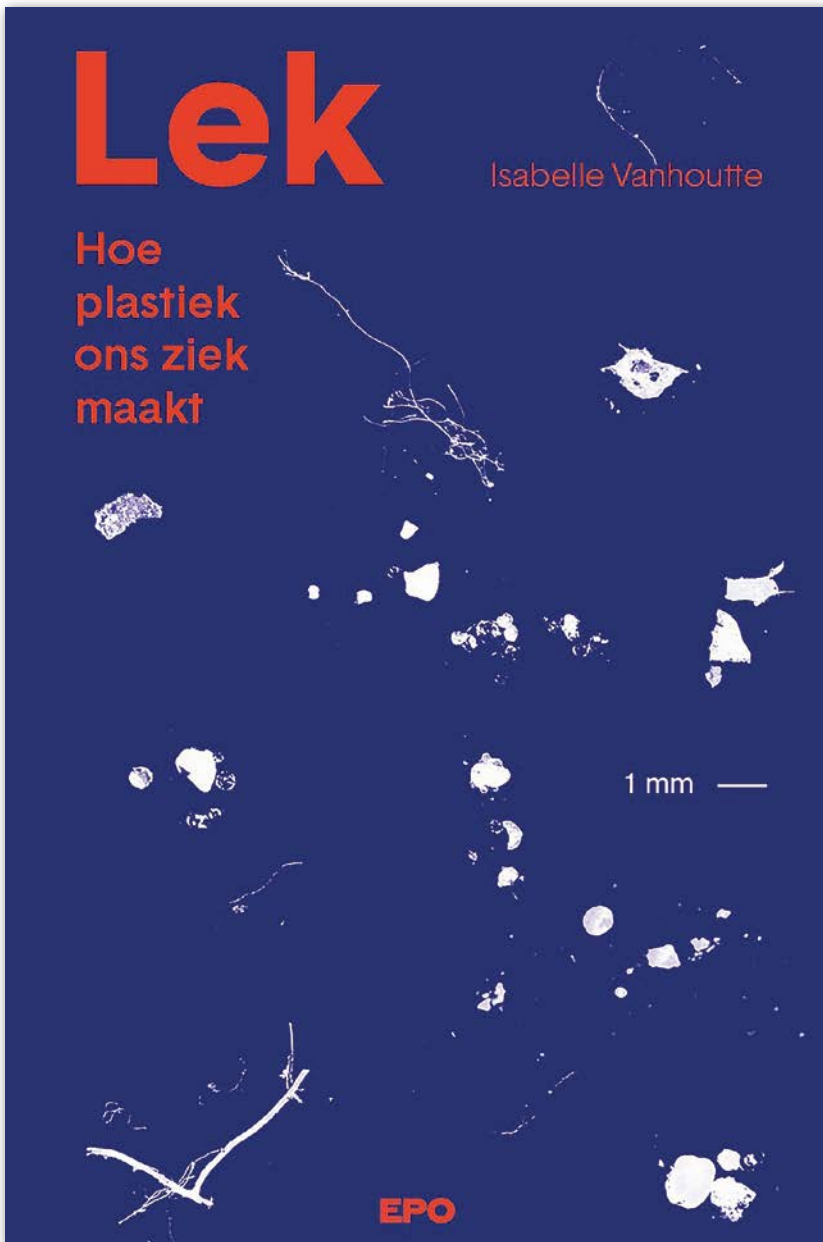 Lek
Isabelle Vanhoutte
Hoe
plastiek
ons ziek
maakt
1 mm
EPO